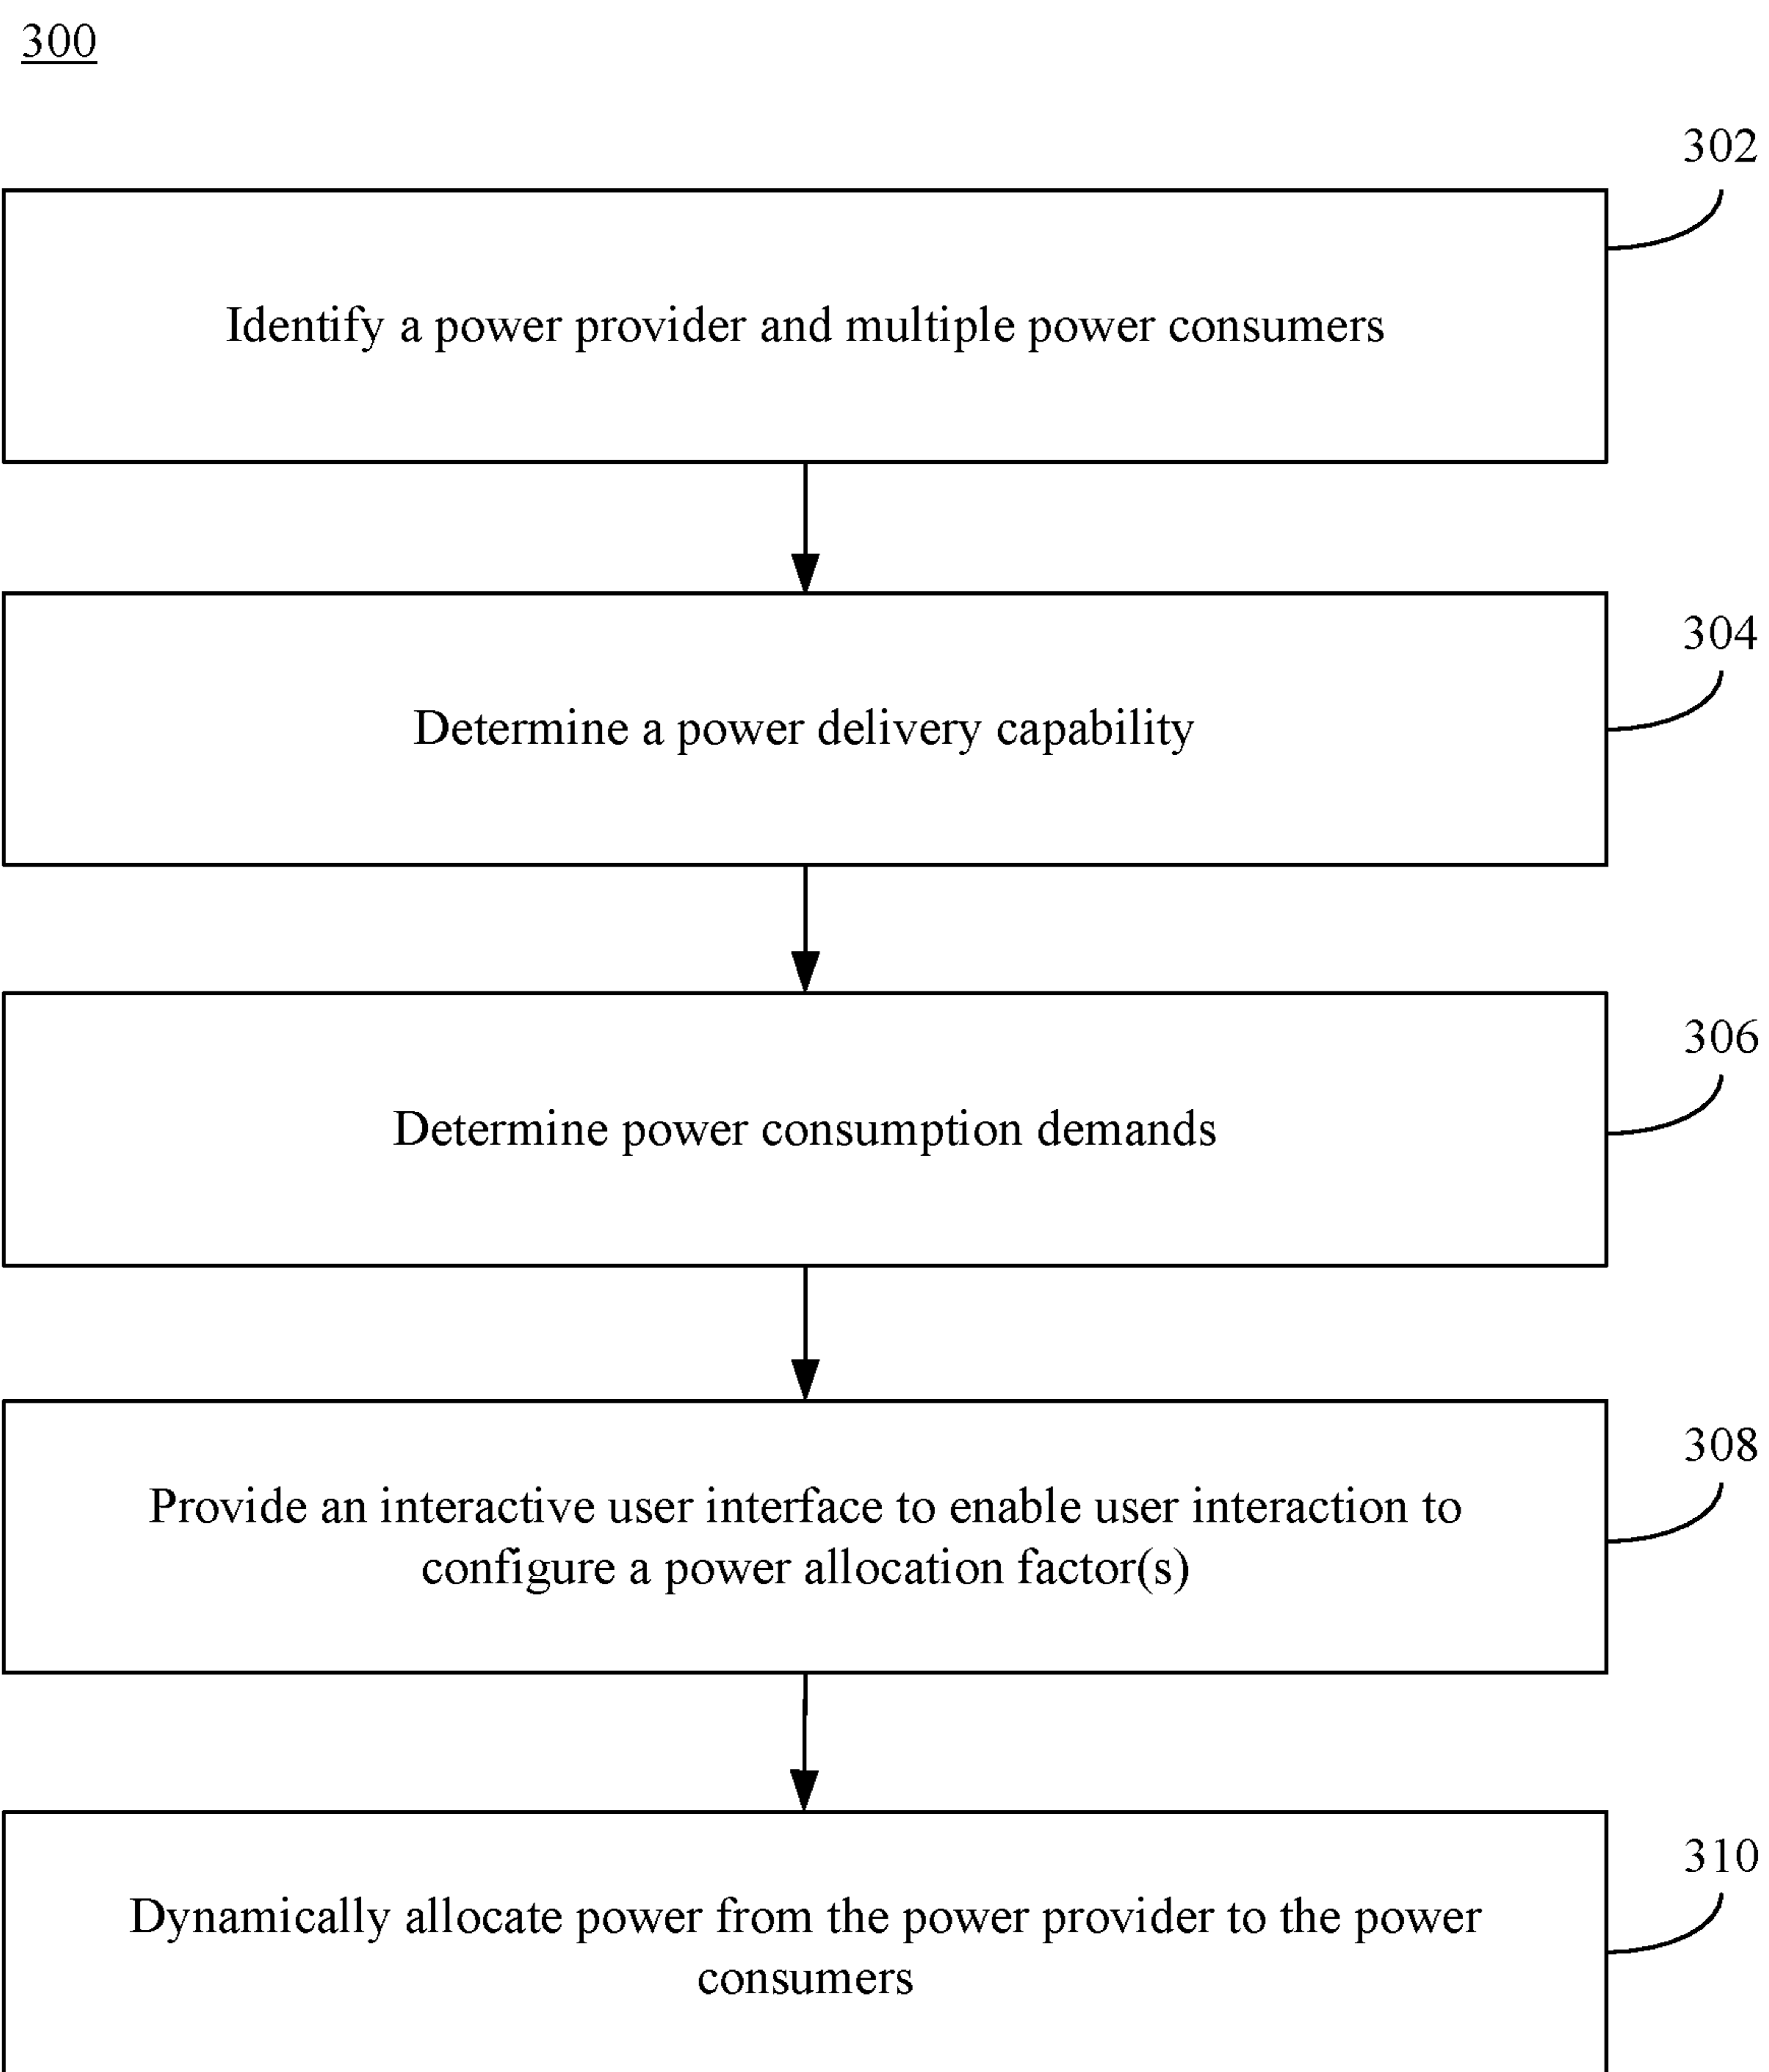 300
302
Identify a power provider and multiple power consumers
304
Determine a power delivery capability
306
Determine power consumption demands
308
Provide an interactive user interface to enable user interaction to
configure a power allocation factor(s)
310
Dynamically allocate power from the power provider to the power
consumers